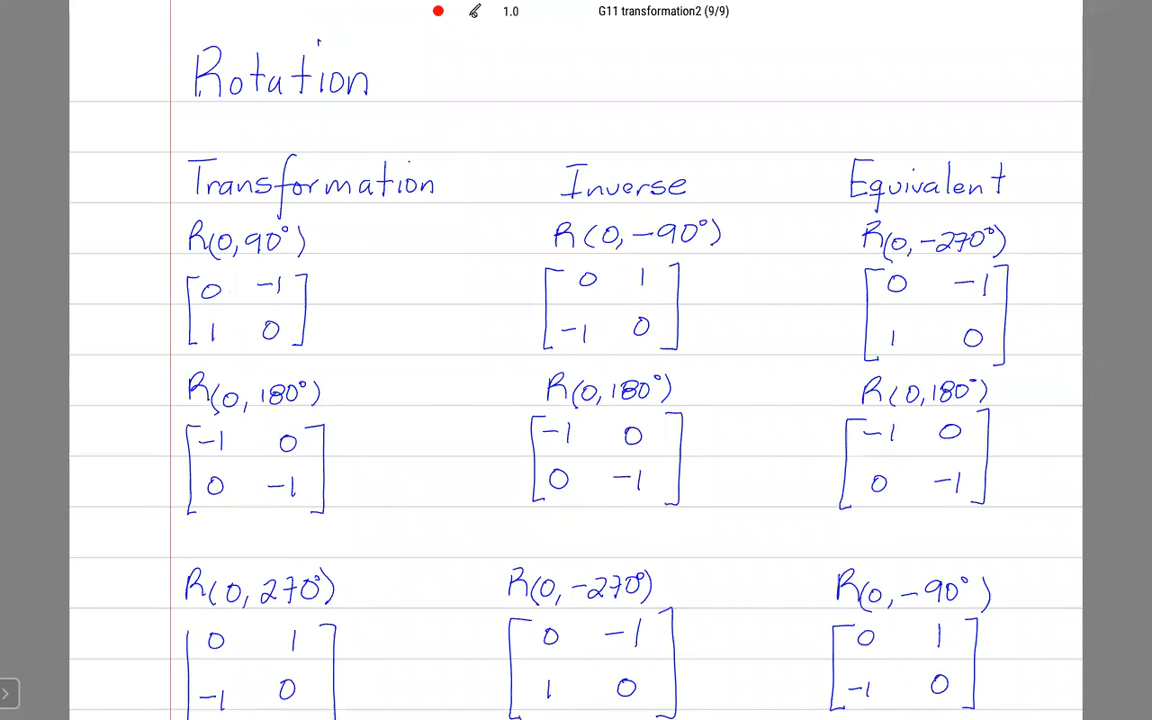 1.0 G11 transformation2 (9/9)
Rotation
Transformation Inverse Equivalent
R(0,90°) R(0,-90°) R(0,-270°)
[0 -1 [0 1] [0 -1
1 0] -1 0] 1 0]
R(0,180°) R(0,180°) R(0,180°)
[-1 0 [-1 0 [-1 0
0 -1] 0 -1] 0 -1]
R(0,270°) R(0,-270°) R(0,-90°)
[0 1 [0 -1 [0 1
-1 0] 1 0] -1 0]